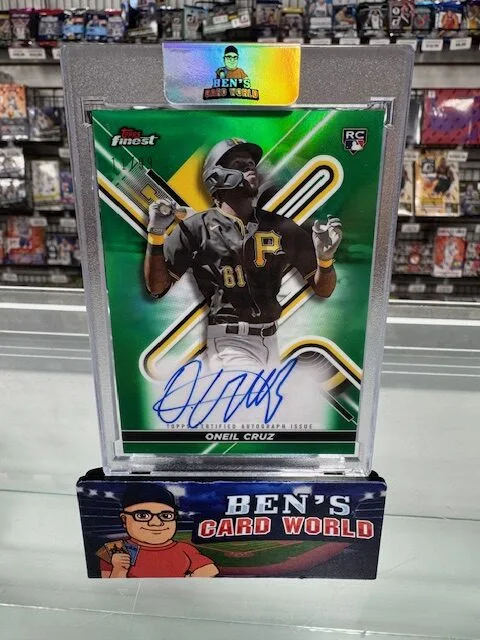 BEN'S
CARD WORLD
Topps
finest
RC
P
61
TOPPS CERTIFIED AUTOGRAPH ISSUE
ONEIL CRUZ
BEN'S
CARD WORLD